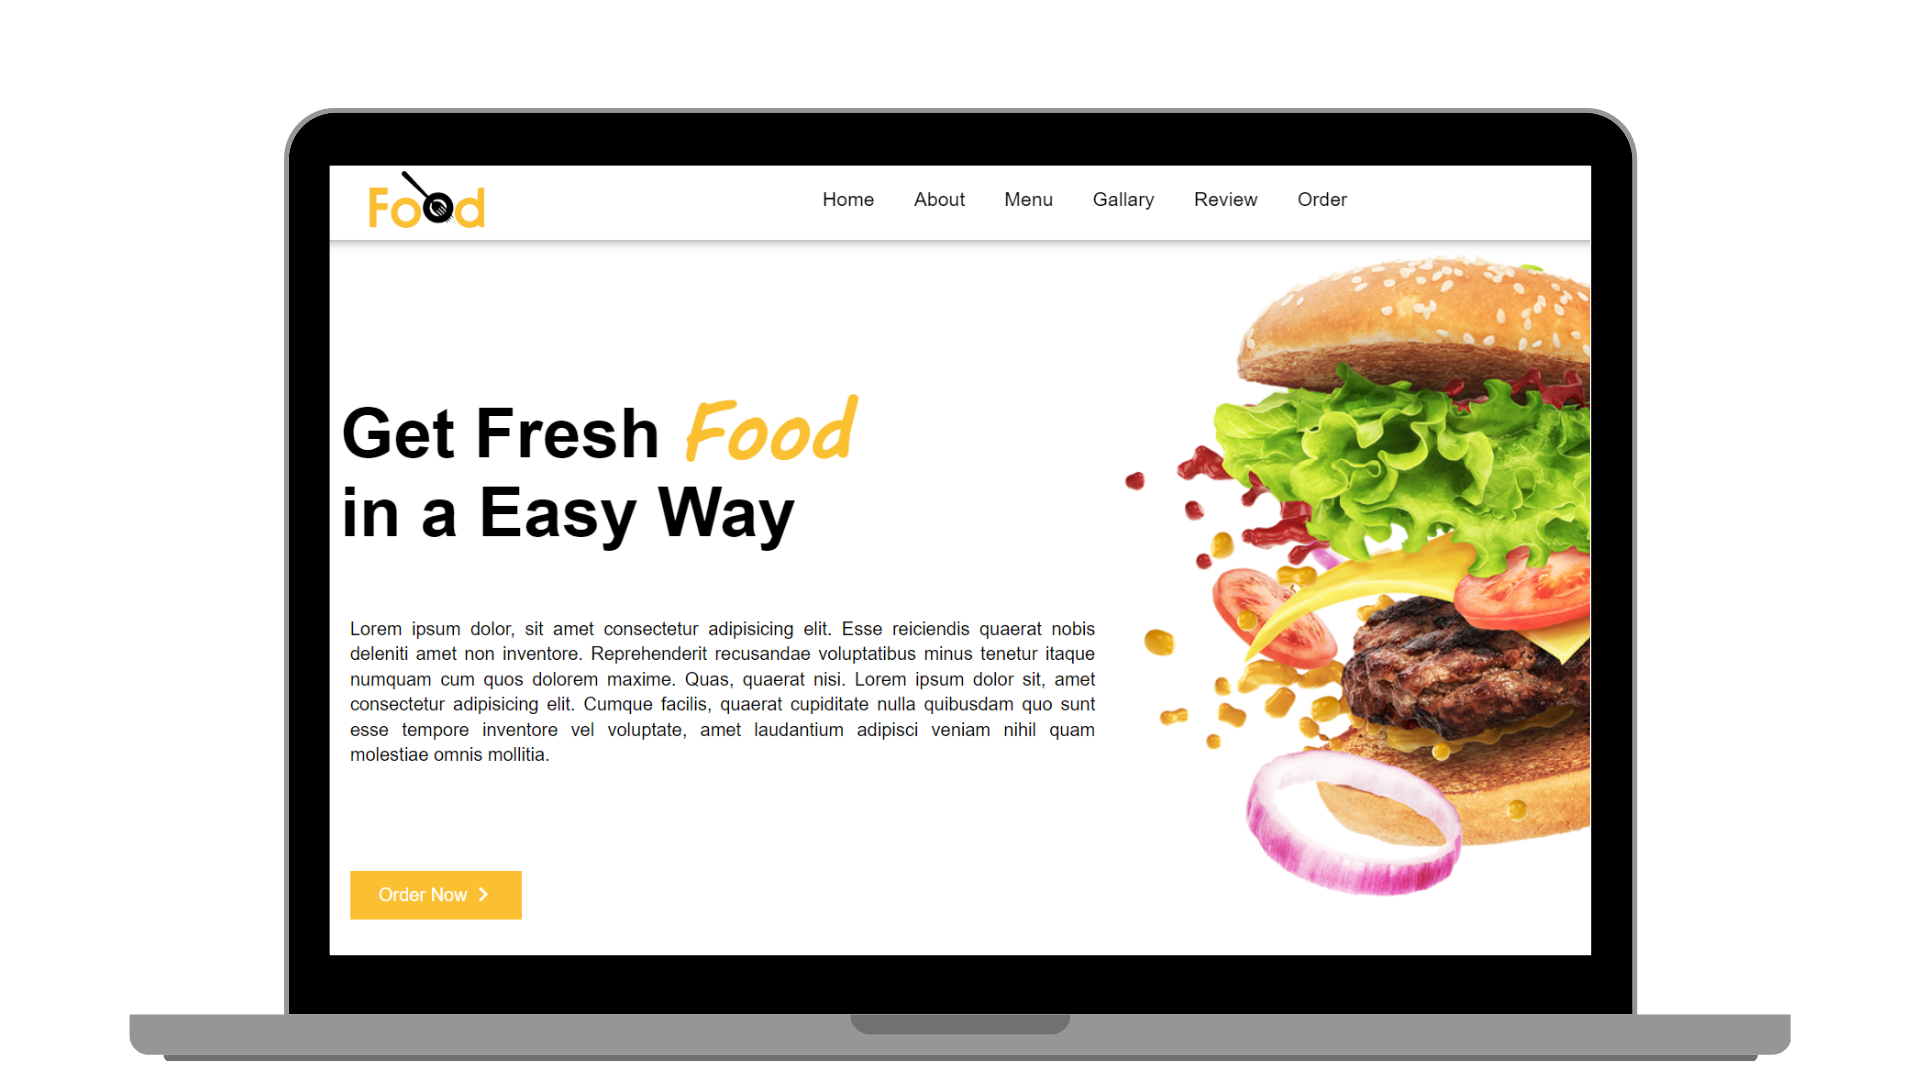 Food
Home About Menu Gallary Review Order
Get Fresh Food
in a Easy Way
Lorem ipsum dolor, sit amet consectetur adipisicing elit. Esse reiciendis quaerat nobis
deleniti amet non inventore. Reprehenderit recusandae voluptatibus minus tenetur itaque
numquam cum quos dolorem maxime. Quas, quaerat nisi. Lorem ipsum dolor sit, amet
consectetur adipisicing elit. Cumque facilis, quaerat cupiditate nulla quibusdam quo sunt
esse tempore inventore vel voluptate, amet laudantium adipisci veniam nihil quam
molestiae omnis mollitia.
Order Now